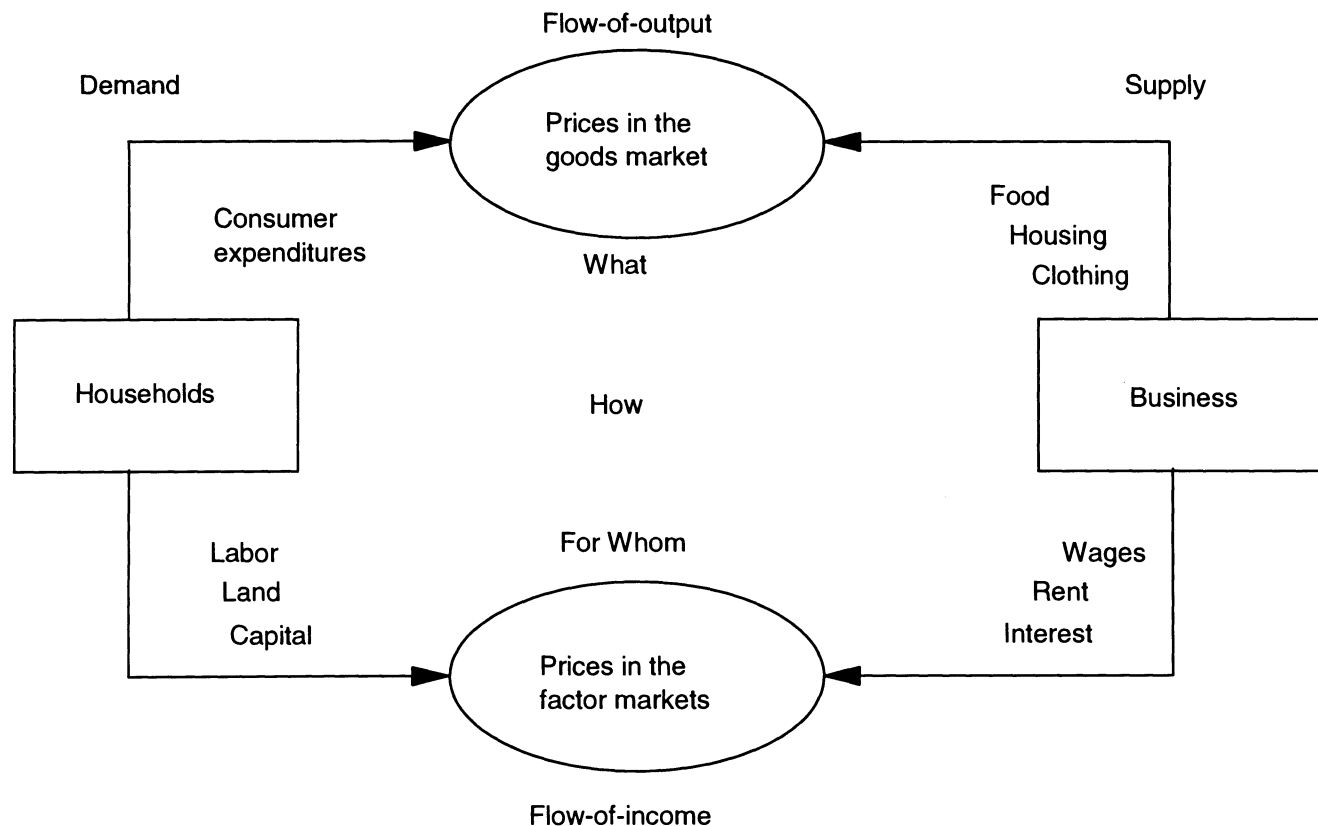 Flow-of-output
Demand
Supply
Prices in the
goods market
Food
Consumer
expenditures
Housing
What
Clothing
Households
How
Business
For Whom
Labor
Land
Capital
Wages
Rent
Interest
Prices in the
factor markets
Flow-of-income